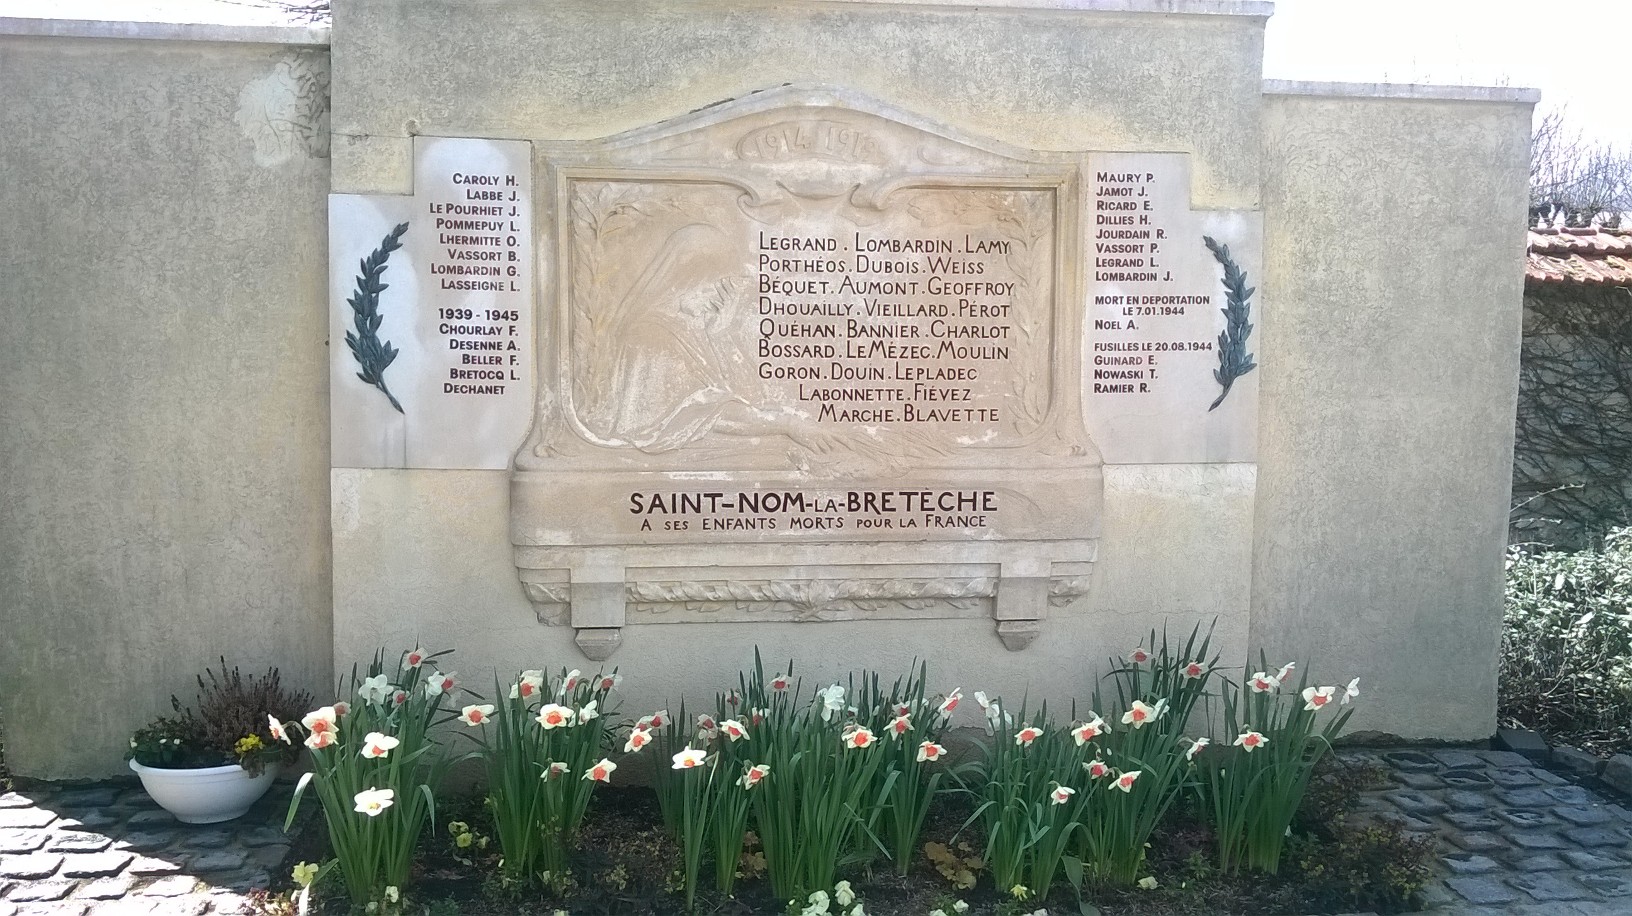 CAROLY H.
LABBE J.
LE POURHIET J.
POMMEPUY L.
LHERMITTE O.
VASSORT B.
LOMBARDIN G.
LASSEIGNE L.
1939 - 1945
CHOURLAY F.
DESENNE A.
BELLER F.
BRETOCQ L.
DECHANET
1914 1918
LEGRAND . LOMBARDIN . LAMY
PORTHÉOS . DUBOIS . WEISS
BÉQUET . AUMONT . GEOFFROY
DHOUAILLY . VIEILLARD . PÉROT
QUÉHAN . BANNIER . CHARLOT
BOSSARD . LE MÉZEC . MOULIN
GORON . DOUIN . LEPLADEC
LABONNETTE . FIÉVEZ
MARCHE . BLAVETTE
SAINT-NOM-LA-BRETÈCHE
A SES ENFANTS MORTS POUR LA FRANCE
MAURY P.
JAMOT J.
RICARD E.
DILLIES H.
JOURDAIN R.
VASSORT P.
LEGRAND L.
LOMBARDIN J.
MORT EN DEPORTATION
LE 7.01.1944
NOEL A.
FUSILLES LE 20.08.1944
GUINARD E.
NOWASKI T.
RAMIER R.